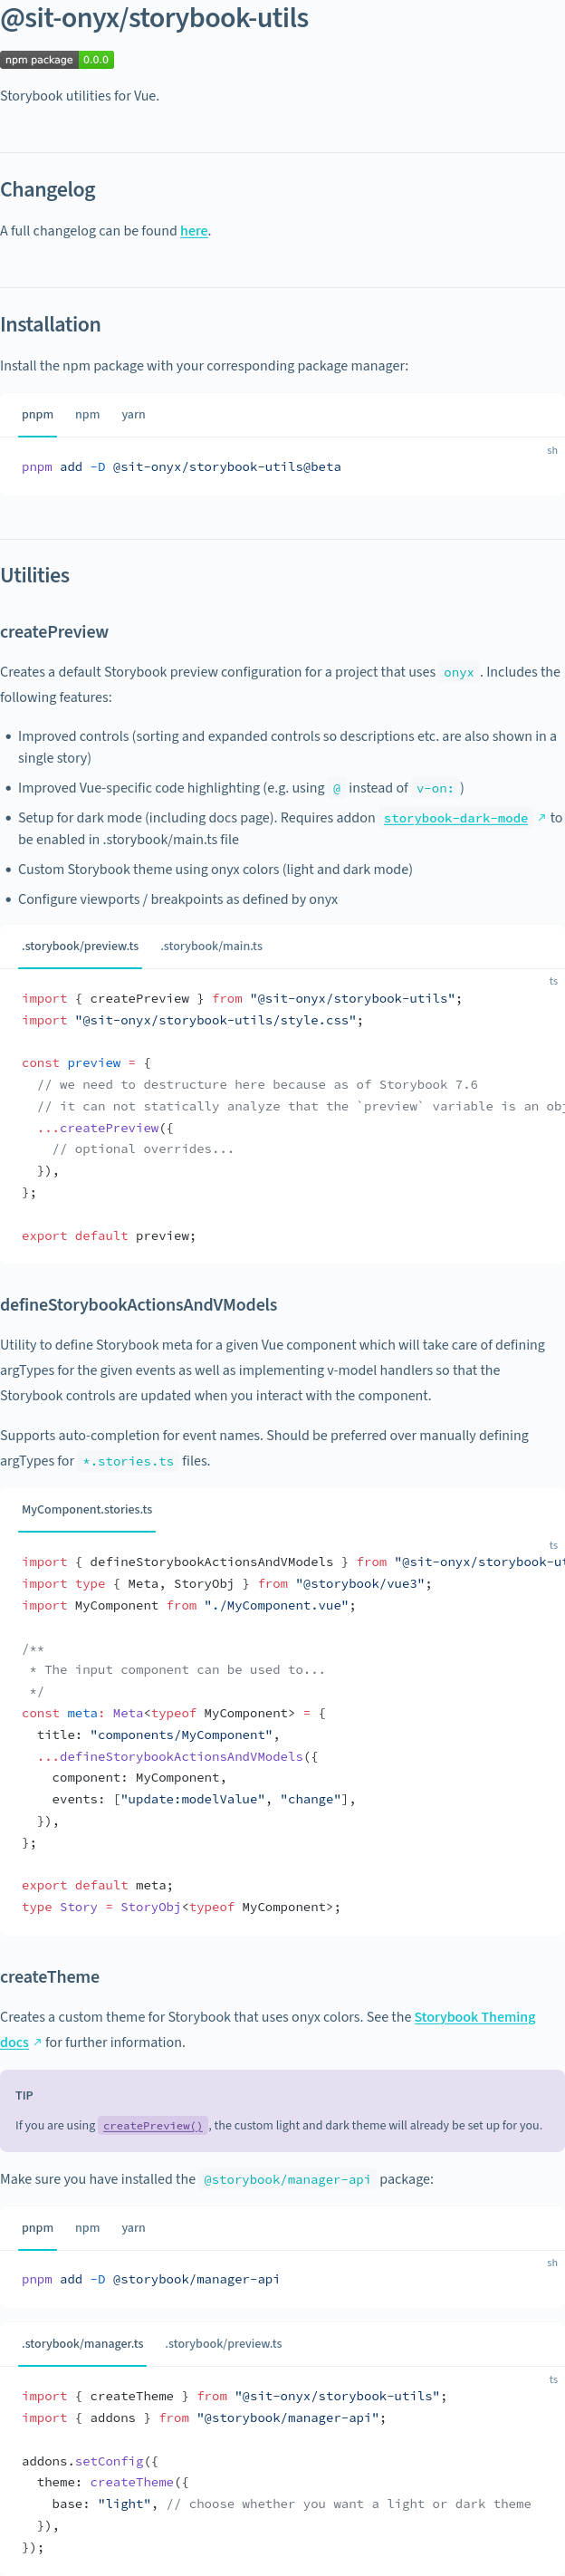 @sit-onyx/storybook-utils
npm package 0.0.0
Storybook utilities for Vue.
Changelog
A full changelog can be found here.
Installation
Install the npm package with your corresponding package manager:
pnpm npm yarn
sh
pnpm add -D @sit-onyx/storybook-utils@beta
Utilities
createPreview
Creates a default Storybook preview configuration for a project that uses onyx. Includes the
following features:
• Improved controls (sorting and expanded controls so descriptions etc. are also shown in a
single story)
• Improved Vue-specific code highlighting (e.g. using @ instead of v-on:)
• Setup for dark mode (including docs page). Requires addon storybook-dark-mode ↗ to
be enabled in .storybook/main.ts file
• Custom Storybook theme using onyx colors (light and dark mode)
• Configure viewports / breakpoints as defined by onyx
.storybook/preview.ts .storybook/main.ts
ts
import { createPreview } from "@sit-onyx/storybook-utils";
import "@sit-onyx/storybook-utils/style.css";
const preview = {
// we need to destructure here because as of Storybook 7.6
// it can not statically analyze that the `preview` variable is an obj
...createPreview({
// optional overrides...
}),
};
export default preview;
defineStorybookActionsAndVModels
Utility to define Storybook meta for a given Vue component which will take care of defining
argTypes for the given events as well as implementing v-model handlers so that the
Storybook controls are updated when you interact with the component.
Supports auto-completion for event names. Should be preferred over manually defining
argTypes for *.stories.ts files.
MyComponent.stories.ts
ts
import { defineStorybookActionsAndVModels } from "@sit-onyx/storybook-ut
import type { Meta, StoryObj } from "@storybook/vue3";
import MyComponent from "./MyComponent.vue";
/**
* The input component can be used to...
*/
const meta: Meta<typeof MyComponent> = {
title: "components/MyComponent",
...defineStorybookActionsAndVModels({
component: MyComponent,
events: ["update:modelValue", "change"],
}),
};
export default meta;
type Story = StoryObj<typeof MyComponent>;
createTheme
Creates a custom theme for Storybook that uses onyx colors. See the Storybook Theming
docs ↗ for further information.
TIP
If you are using createPreview(), the custom light and dark theme will already be set up for you.
Make sure you have installed the @storybook/manager-api package:
pnpm npm yarn
sh
pnpm add -D @storybook/manager-api
.storybook/manager.ts .storybook/preview.ts
ts
import { createTheme } from "@sit-onyx/storybook-utils";
import { addons } from "@storybook/manager-api";
addons.setConfig({
theme: createTheme({
base: "light", // choose whether you want a light or dark theme
}),
});